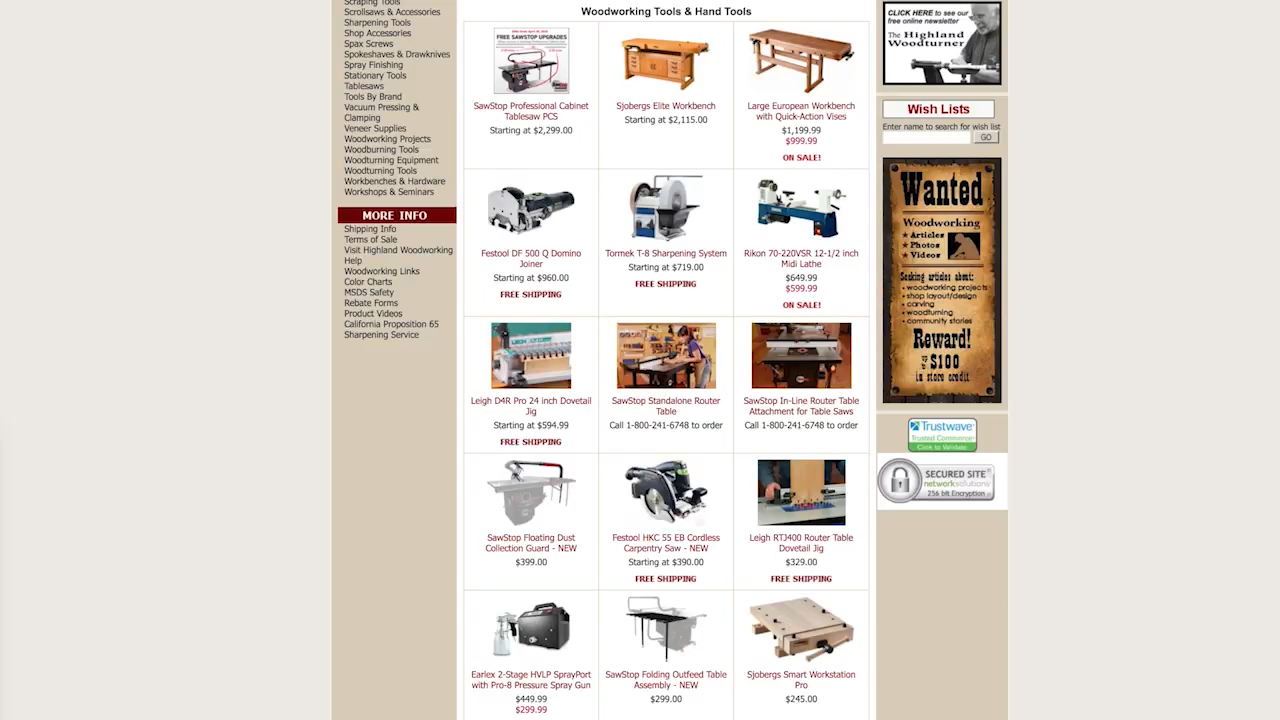 Scraping Tools
Scrollsaws & Accessories
Sharpening Tools
Shop Accessories
Spax Screws
Spokeshaves & Drawknives
Spray Finishing
Stationary Tools
Tablesaws
Tools By Brand
Vacuum Pressing &
Clamping
Veneer Supplies
Woodworking Projects
Woodburning Tools
Woodturning Equipment
Woodturning Tools
Workbenches & Hardware
Workshops & Seminars
MORE INFO
Shipping Info
Terms of Sale
Visit Highland Woodworking
Help
Woodworking Links
Color Charts
MSDS Safety
Rebate Forms
Product Videos
California Proposition 65
Sharpening Service
Woodworking Tools & Hand Tools
FREE SAWSTOP UPGRADES
SawStop Professional Cabinet
Tablesaw PCS
Starting at $2,299.00
Sjobergs Elite Workbench
Starting at $2,115.00
Large European Workbench
with Quick-Action Vises
$1,199.99
$999.99
ON SALE!
Festool DF 500 Q Domino
Joiner
Starting at $960.00
FREE SHIPPING
Tormek T-8 Sharpening System
Starting at $719.00
FREE SHIPPING
Rikon 70-220VSR 12-1/2 inch
Midi Lathe
$649.99
$599.99
ON SALE!
Leigh D4R Pro 24 inch Dovetail
Jig
Starting at $594.99
FREE SHIPPING
SawStop Standalone Router
Table
Call 1-800-241-6748 to order
SawStop In-Line Router Table
Attachment for Table Saws
Call 1-800-241-6748 to order
SawStop Floating Dust
Collection Guard - NEW
$399.00
Festool HKC 55 EB Cordless
Carpentry Saw - NEW
Starting at $390.00
FREE SHIPPING
Leigh RTJ400 Router Table
Dovetail Jig
$329.00
FREE SHIPPING
Earlex 2-Stage HVLP SprayPort
with Pro-8 Pressure Spray Gun
$449.99
$299.99
SawStop Folding Outfeed Table
Assembly - NEW
$299.00
Sjobergs Smart Workstation
Pro
$245.00
CLICK HERE to see our
free online newsletter
The Highland
Woodturner
Wish Lists
Enter name to search for wish list
GO
Wanted
Woodworking
★ Articles
★ Photos
★ Videos
Seeking articles about:
• woodworking projects
• shop layout/design
• carving
• woodturning
• community stories
Reward!
up to $100
in store credit
Trustwave
Trusted Commerce
Click to Validate
SECURED SITE
networksolutions
256 bit Encryption